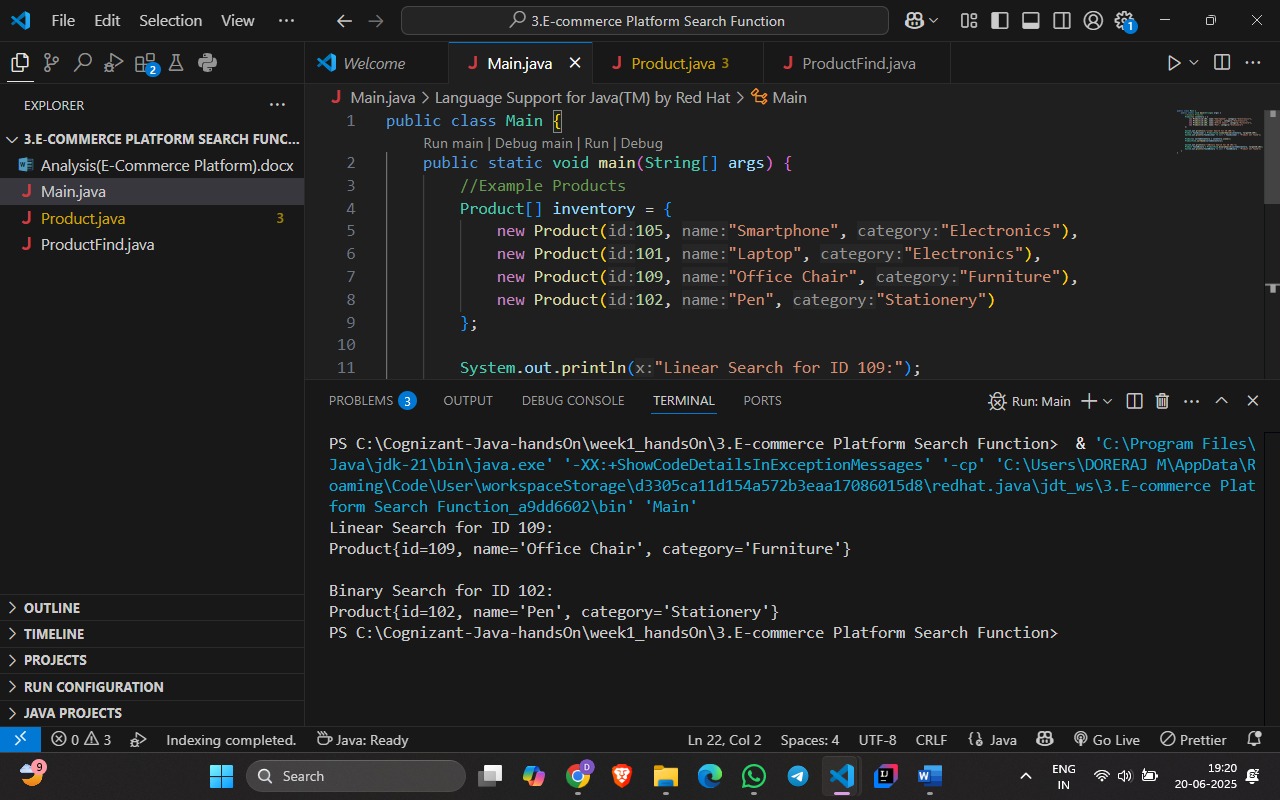 File Edit Selection View ··· 3.E-commerce Platform Search Function 1
2
EXPLORER ···
3.E-COMMERCE PLATFORM SEARCH FUNC...
Analysis(E-Commerce Platform).docx
J Main.java
J Product.java 3
J ProductFind.java
OUTLINE
TIMELINE
PROJECTS
RUN CONFIGURATION
JAVA PROJECTS
Welcome J Main.java × J Product.java 3 J ProductFind.java
J Main.java > Language Support for Java(TM) by Red Hat > Main
1 public class Main {
Run main | Debug main | Run | Debug
2 public static void main(String[] args) {
3 //Example Products
4 Product[] inventory = {
5 new Product(id:105, name:"Smartphone", category:"Electronics"),
6 new Product(id:101, name:"Laptop", category:"Electronics"),
7 new Product(id:109, name:"Office Chair", category:"Furniture"),
8 new Product(id:102, name:"Pen", category:"Stationery")
9 };
10
11 System.out.println(x:"Linear Search for ID 109:");
PROBLEMS 3 OUTPUT DEBUG CONSOLE TERMINAL PORTS Run: Main
PS C:\Cognizant-Java-handsOn\week1_handsOn\3.E-commerce Platform Search Function> & 'C:\Program Files\
Java\jdk-21\bin\java.exe' '-XX:+ShowCodeDetailsInExceptionMessages' '-cp' 'C:\Users\DORERAJ M\AppData\R
oaming\Code\User\workspaceStorage\d3305ca11d154a572b3eaa17086015d8\redhat.java\jdt_ws\3.E-commerce Plat
form Search Function_a9dd6602\bin' 'Main'
Linear Search for ID 109:
Product{id=109, name='Office Chair', category='Furniture'}
Binary Search for ID 102:
Product{id=102, name='Pen', category='Stationery'}
PS C:\Cognizant-Java-handsOn\week1_handsOn\3.E-commerce Platform Search Function>
0 3 Indexing completed. Java: Ready Ln 22, Col 2 Spaces: 4 UTF-8 CRLF {} Java Go Live Prettier
9 Search D ENG 19:20
IN 20-06-2025